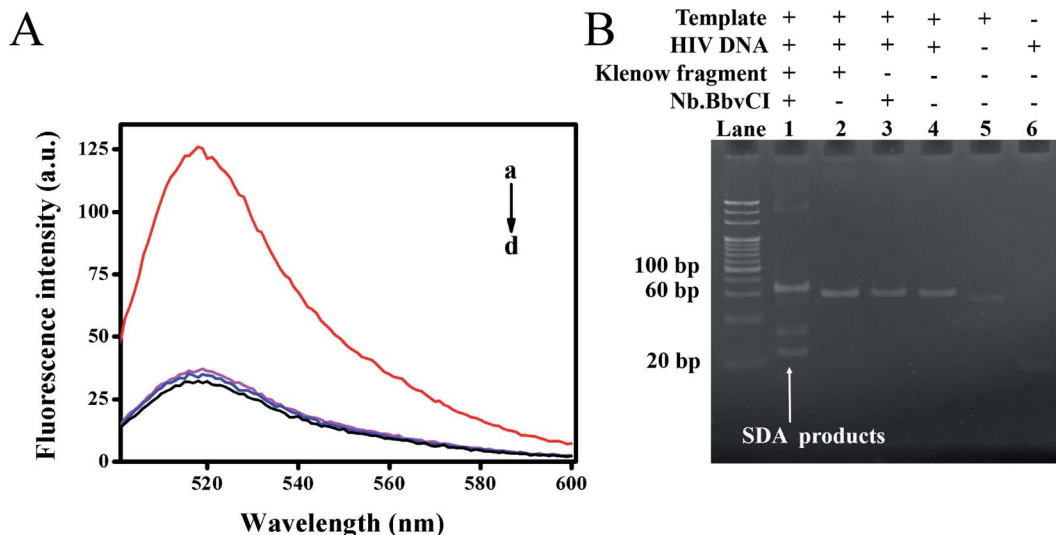 A
Fluorescence intensity (a.u.)
125
100
75
50
25
0
a
d
520 540 560 580 600
Wavelength (nm)
B
Template + + + + + -
HIV DNA + + + + - +
Klenow fragment + + - - - -
Nb.BbvCI + - + - - -
Lane 1 2 3 4 5 6
100 bp
60 bp
20 bp
SDA products